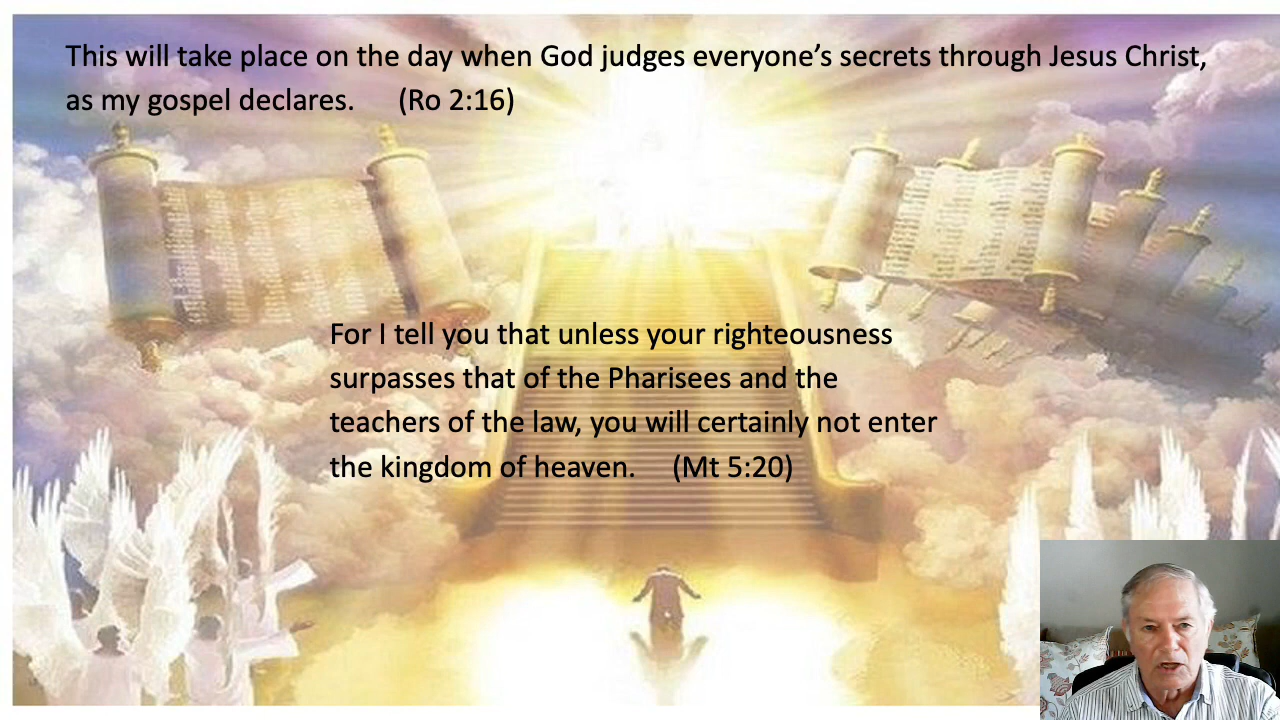 This will take place on the day when God judges everyone’s secrets through Jesus Christ,
as my gospel declares. (Ro 2:16)
For I tell you that unless your righteousness
surpasses that of the Pharisees and the
teachers of the law, you will certainly not enter
the kingdom of heaven. (Mt 5:20)